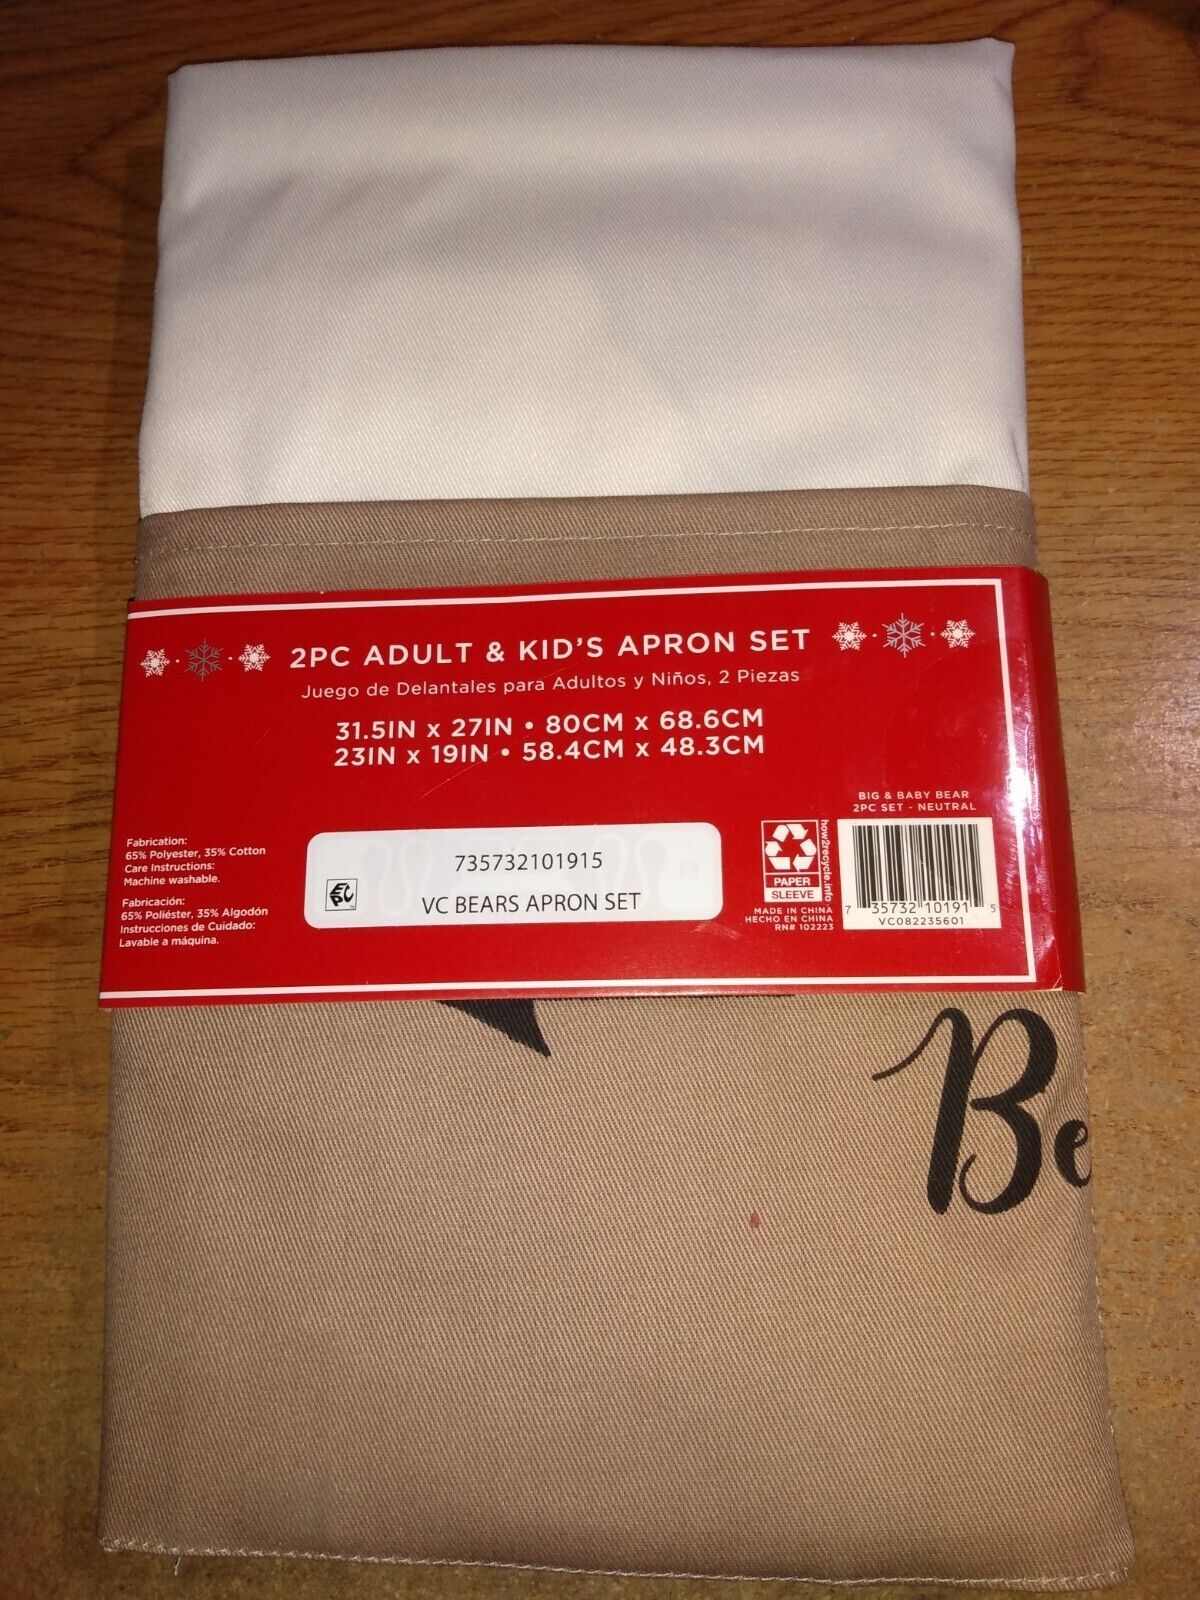 2PC ADULT & KID'S APRON SET
Juego de Delantales para Adultos y Niños, 2 Piezas
31.5IN x 27IN • 80CM x 68.6CM
23IN x 19IN • 58.4CM x 48.3CM
BIG & BABY BEAR
2PC SET - NEUTRAL
Fabrication:
65% Polyester, 35% Cotton
Care Instructions:
Machine washable.
Fabricación:
65% Poliéster, 35% Algodón
Instrucciones de Cuidado:
Lavable a máquina.
735732101915
VC BEARS APRON SET
PAPER
SLEEVE
how2recycle.info
MADE IN CHINA
HECHO EN CHINA
RN# 102223
7 35732 10191 5
VC082235601
Be